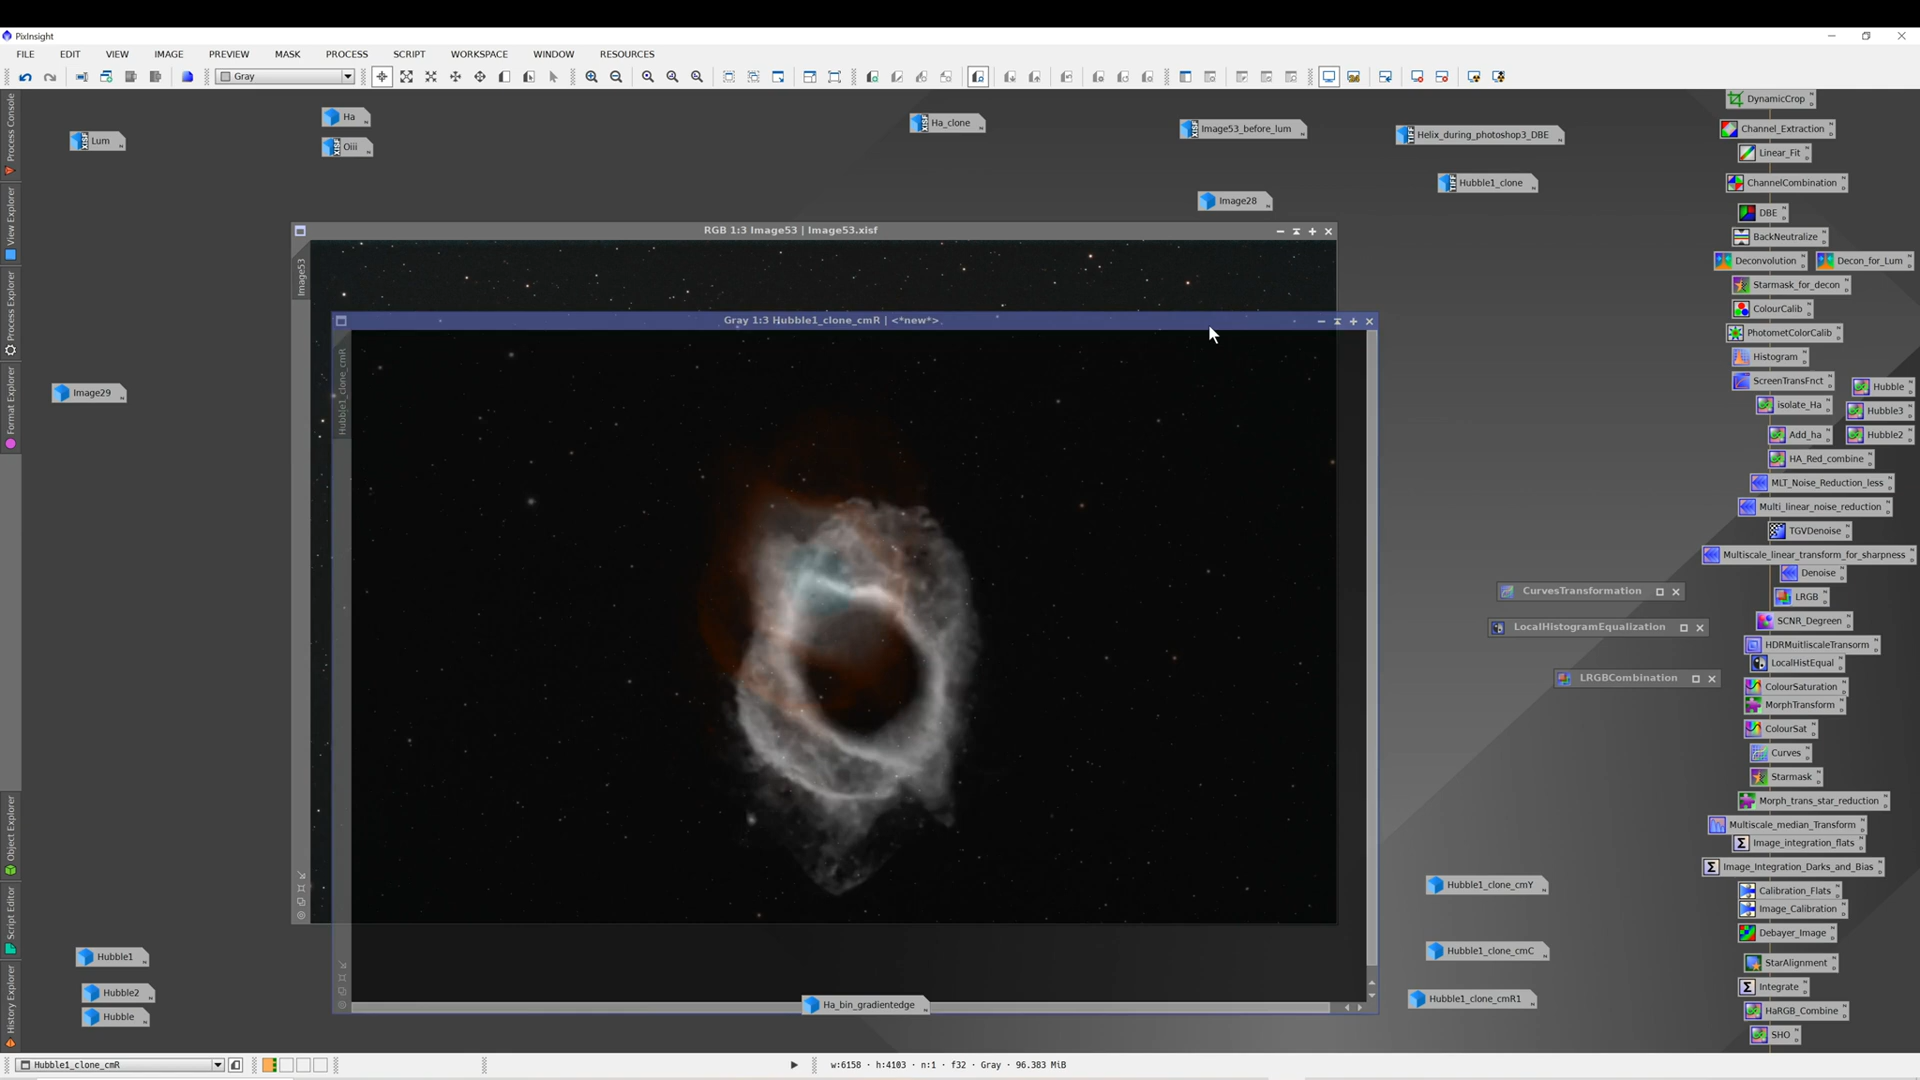 PixInsight
FILE EDIT VIEW IMAGE PREVIEW MASK PROCESS SCRIPT WORKSPACE WINDOW RESOURCES
Gray
Process Console
View Explorer
Process Explorer
Format Explorer
Object Explorer
Script Editor
History Explorer
Lum
Ha
Oiii
Ha_clone
Image53_before_lum
Helix_during_photoshop3_DBE
Hubble1_clone
Image28
RGB 1:3 Image53 | Image53.xisf
Image53
Gray 1:3 Hubble1_clone_cmR | <*new*>
Hubble1_clone_cmR
Image29
Hubble1
Hubble2
Hubble
Ha_bin_gradientedge
CurvesTransformation
LocalHistogramEqualization
LRGBCombination
Hubble1_clone_cmY
Hubble1_clone_cmC
Hubble1_clone_cmR1
DynamicCrop
Channel_Extraction
Linear_Fit
ChannelCombination
DBE
BackNeutralize
Deconvolution Decon_for_Lum
Starmask_for_decon
ColourCalib
PhotometColorCalib
Histogram
ScreenTransFnct Hubble
isolate_Ha Hubble3
Add_ha Hubble2
HA_Red_combine
MLT_Noise_Reduction_less
Multi_linear_noise_reduction
TGVDenoise
Multiscale_linear_transform_for_sharpness
Denoise
LRGB
SCNR_Degreen
HDRMuitliscaleTransorm
LocalHistEqual
ColourSaturation
MorphTransform
ColourSat
Curves
Starmask
Morph_trans_star_reduction
Multiscale_median_Transform
Image_integration_flats
Image_Integration_Darks_and_Bias
Calibration_Flats
Image_Calibration
Debayer_Image
StarAlignment
Integrate
HaRGB_Combine
SHO
Hubble1_clone_cmR
w:6158 · h:4103 · n:1 · f32 · Gray · 96.383 MiB